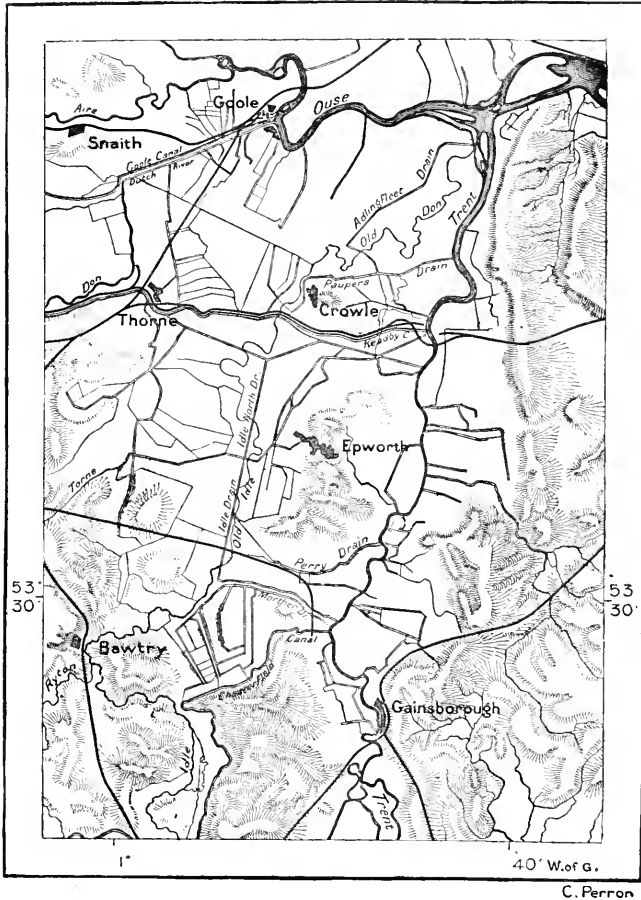 Aire
Goole
Ouse
Snaith
Goole Canal
Dutch River
Adlingfleet Drain
Old Don
Trent
Don
Paupers Drain
Thorne
Crowle
Keadby C.
Idle North Dr.
Epworth
Torne
Idle Drain
Old Idle
Perry Drain
53°
30'
53
30'
Bawtry
Ryton
Mother Dr.
Canal
Chesterfield
Gainsborough
Idle
Trent
1°
40' W. of G.
C. Perron